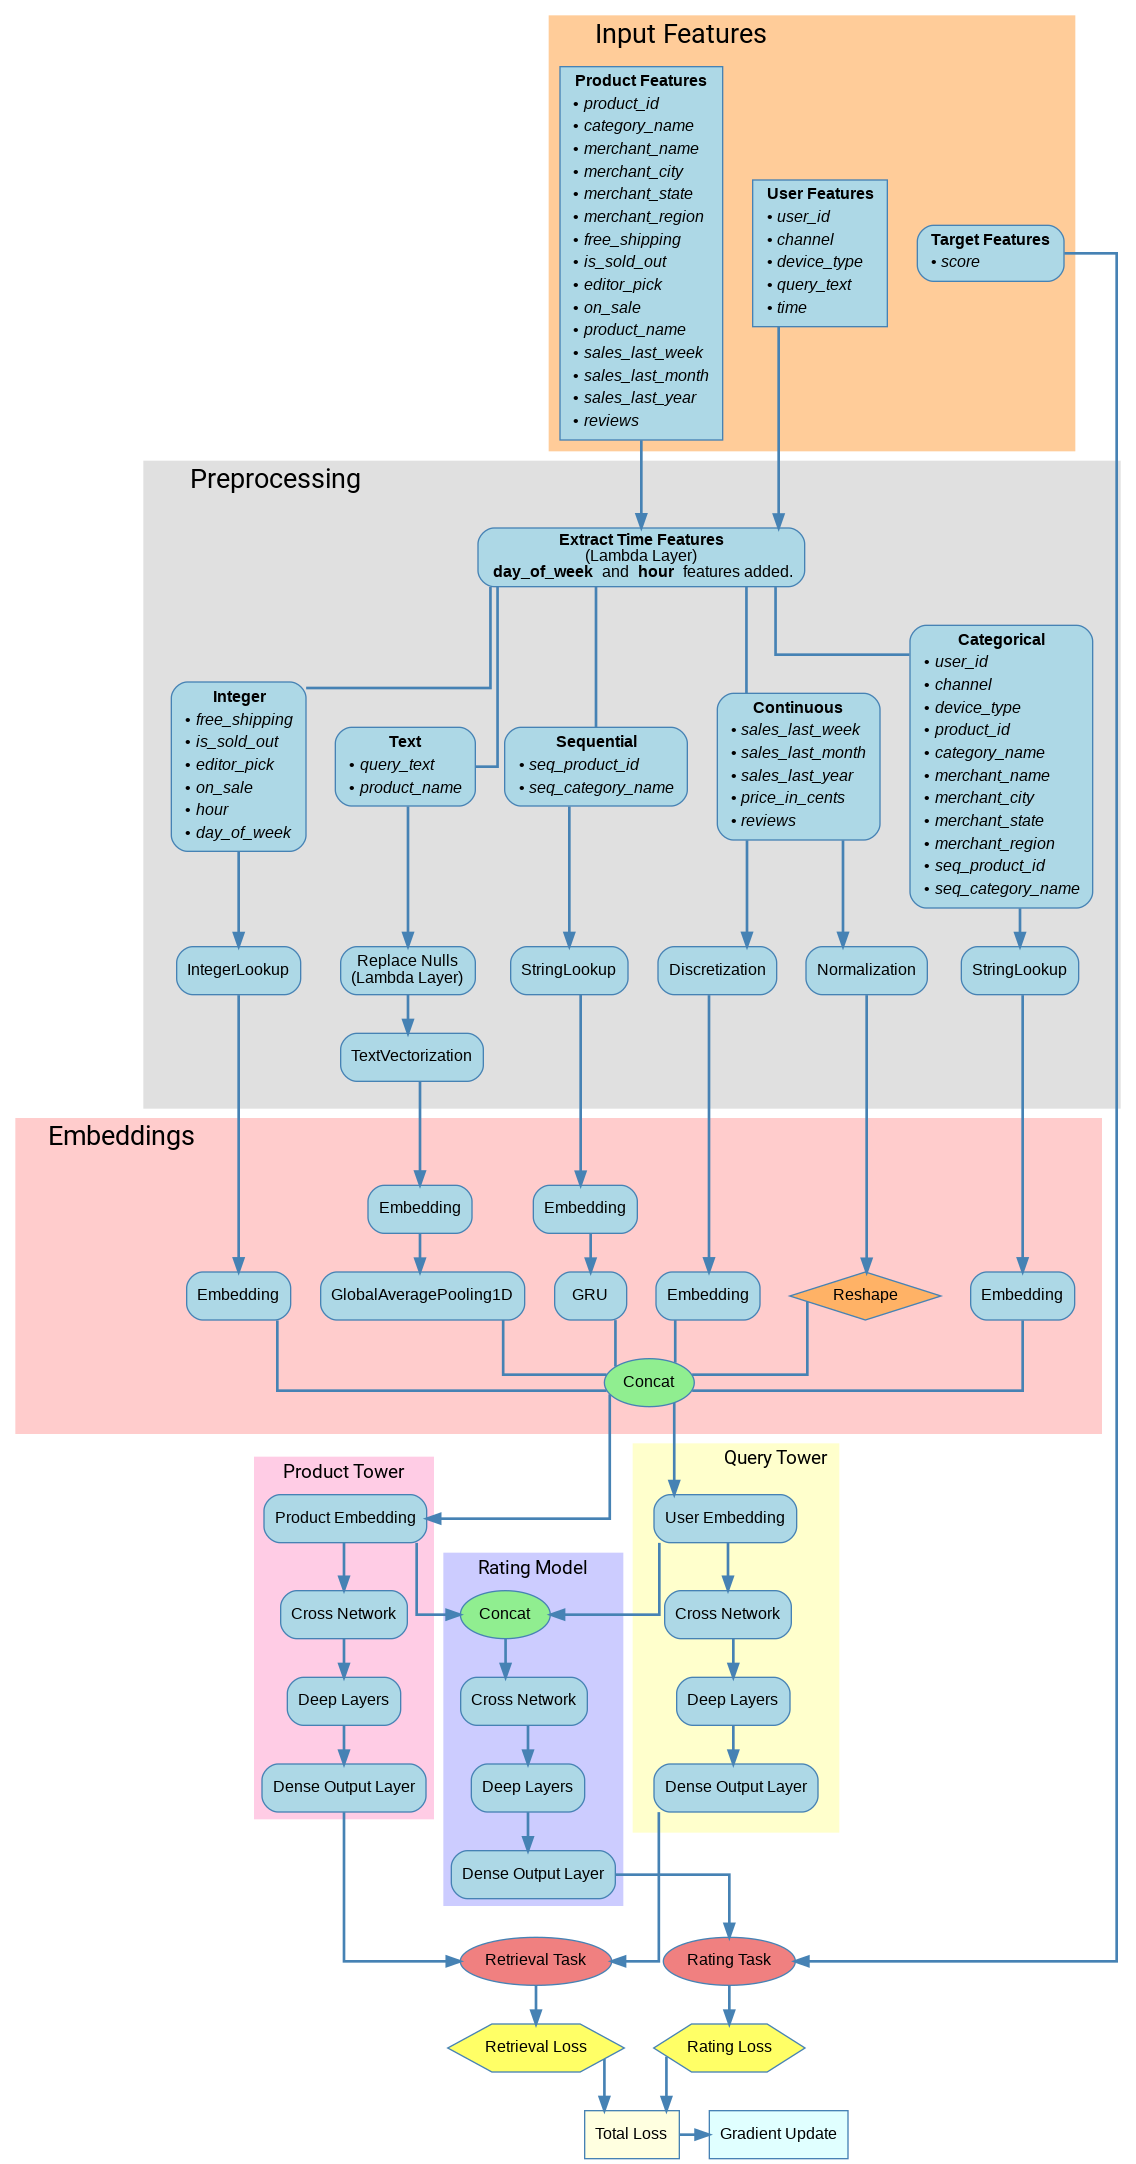 Input Features
Product Features
• product_id
• category_name
• merchant_name
• merchant_city
• merchant_state
• merchant_region
• free_shipping
• is_sold_out
• editor_pick
• on_sale
• product_name
• sales_last_week
• sales_last_month
• sales_last_year
• reviews
User Features
• user_id
• channel
• device_type
• query_text
• time
Target Features
• score
Preprocessing
Extract Time Features
(Lambda Layer)
day_of_week and hour features added.
Integer
• free_shipping
• is_sold_out
• editor_pick
• on_sale
• hour
• day_of_week
Text
• query_text
• product_name
Sequential
• seq_product_id
• seq_category_name
Continuous
• sales_last_week
• sales_last_month
• sales_last_year
• price_in_cents
• reviews
Categorical
• user_id
• channel
• device_type
• product_id
• category_name
• merchant_name
• merchant_city
• merchant_state
• merchant_region
• seq_product_id
• seq_category_name
IntegerLookup
Replace Nulls
(Lambda Layer)
StringLookup
Discretization
Normalization
StringLookup
TextVectorization
Embeddings
Embedding
Embedding
Embedding
GlobalAveragePooling1D
GRU
Embedding
Reshape
Embedding
Concat
Product Tower
Product Embedding
Cross Network
Deep Layers
Dense Output Layer
Rating Model
Concat
Cross Network
Deep Layers
Dense Output Layer
Query Tower
User Embedding
Cross Network
Deep Layers
Dense Output Layer
Retrieval Task
Rating Task
Retrieval Loss
Rating Loss
Total Loss
Gradient Update